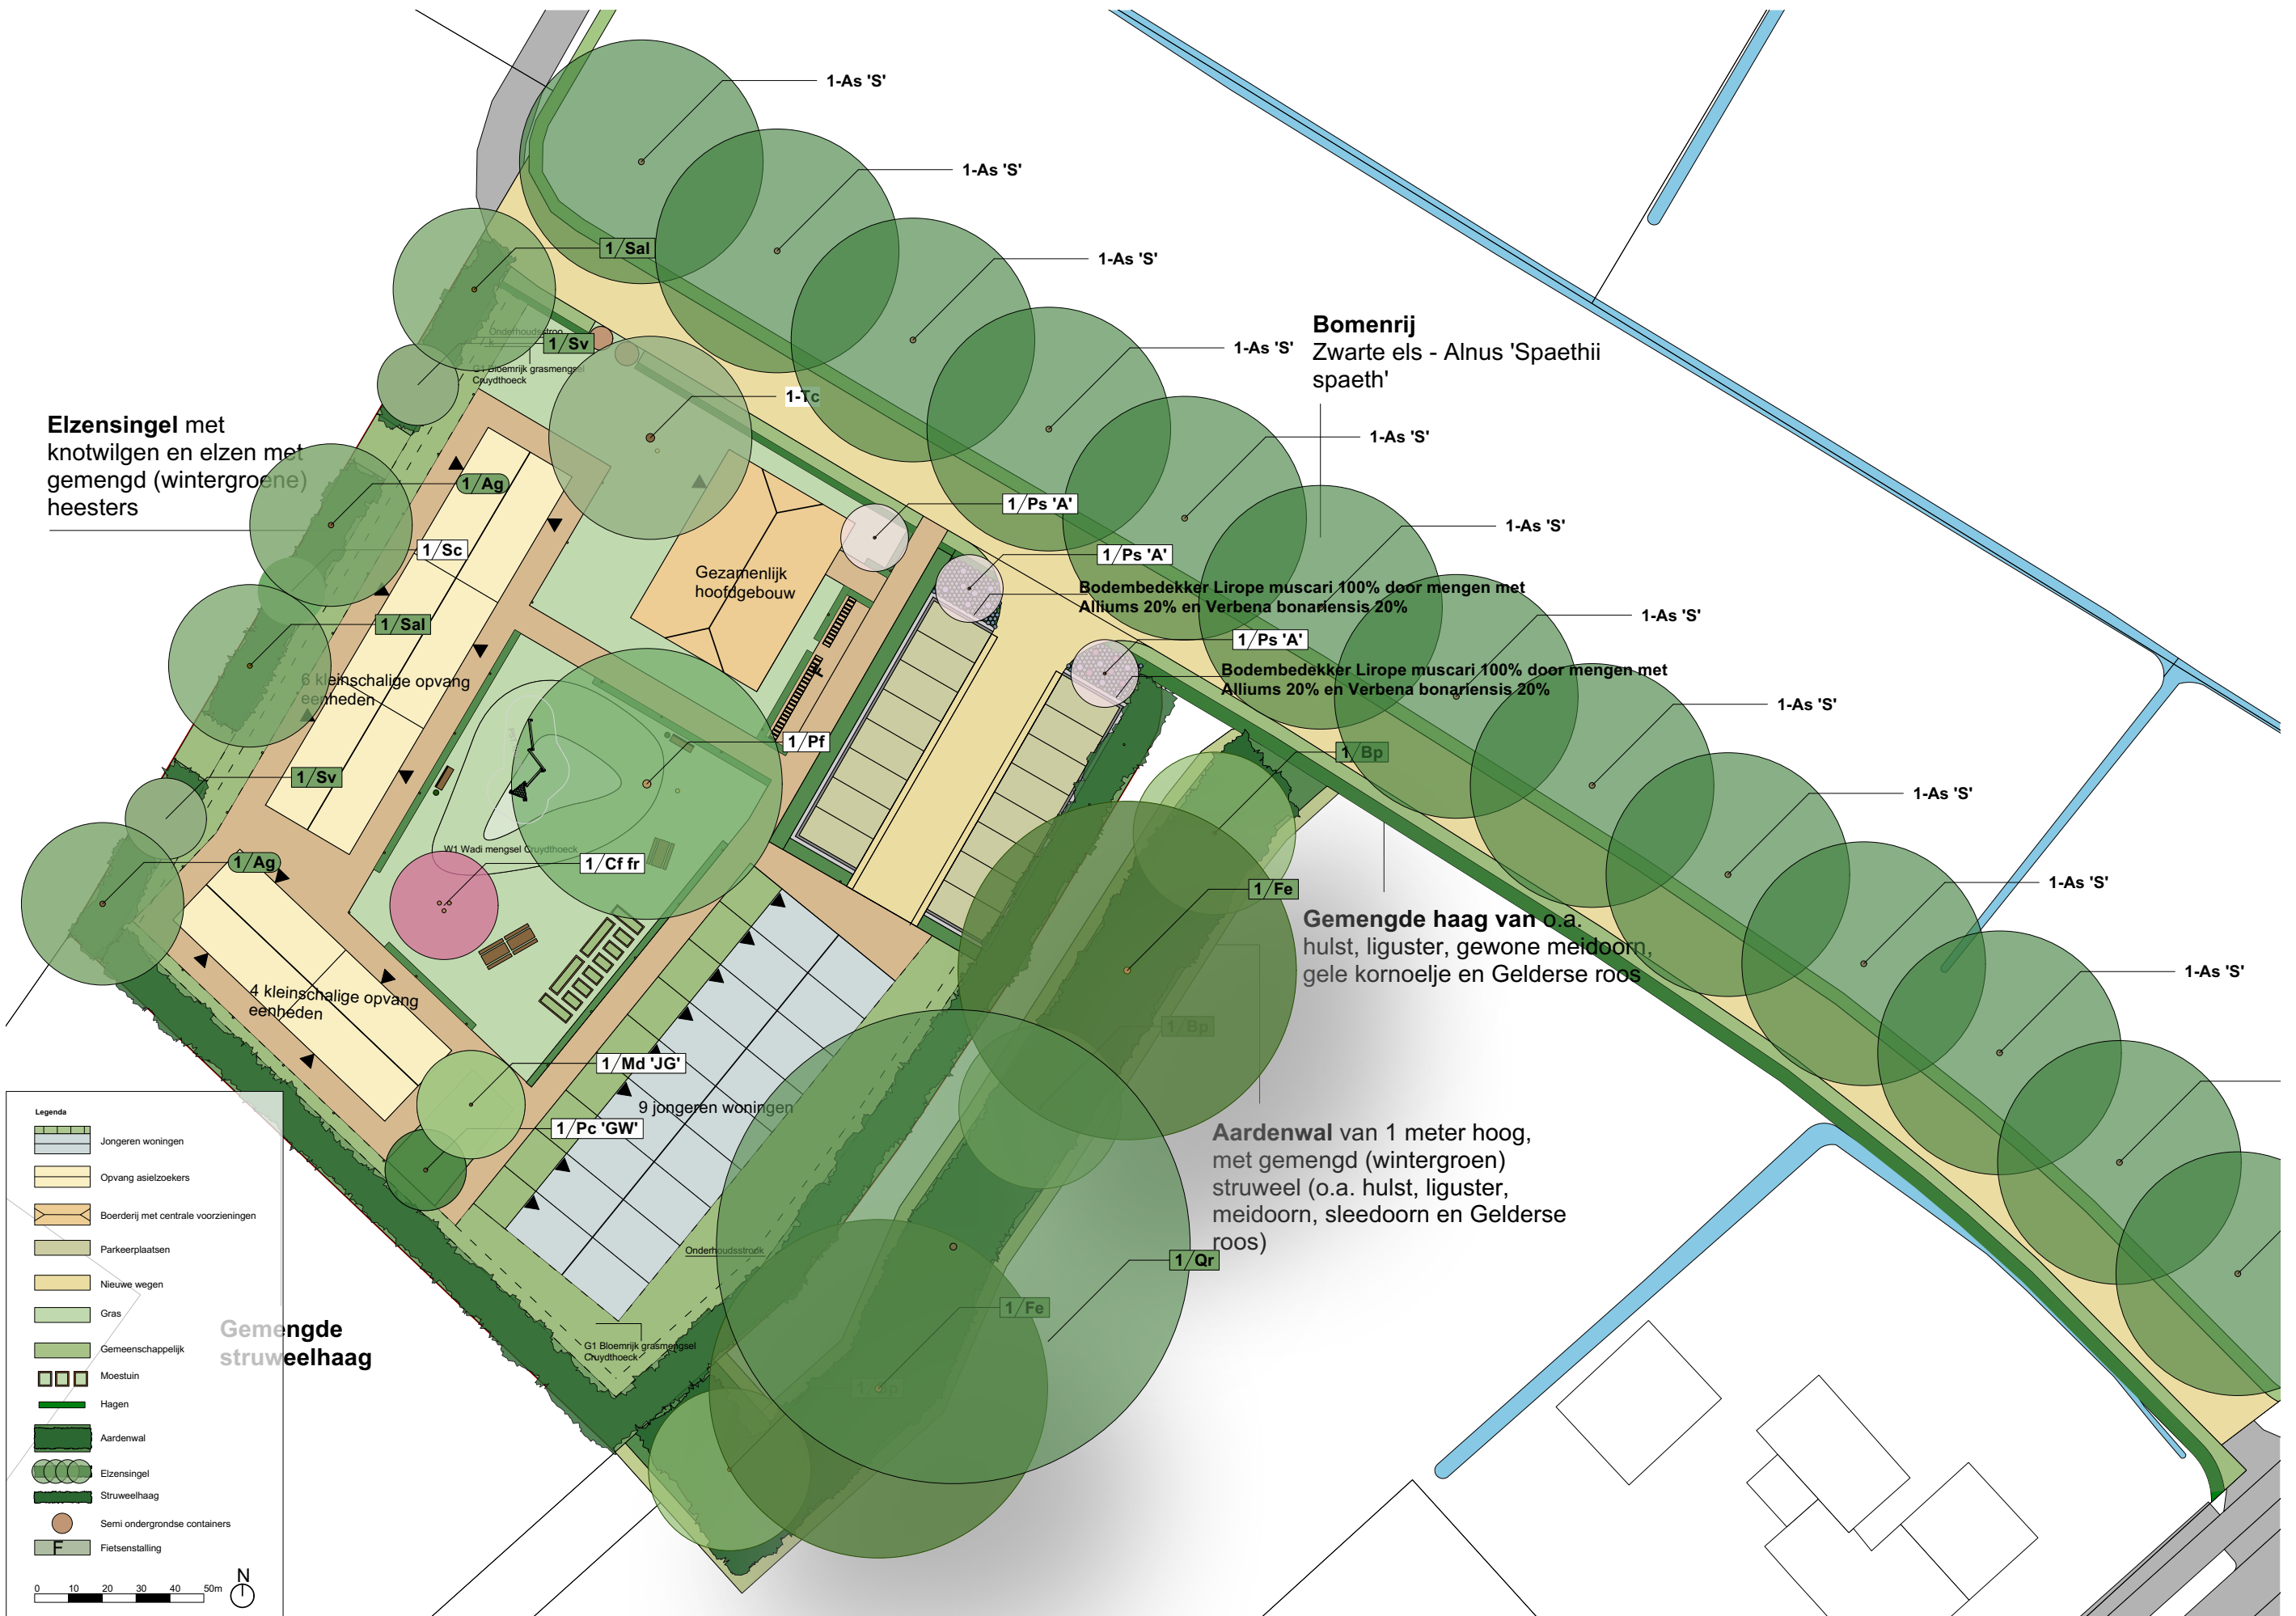 1-As 'S'
1-As 'S'
1-As 'S'
1-As 'S'
1-As 'S'
1-As 'S'
1-As 'S'
1-As 'S'
1-As 'S'
1-As 'S'
1-As 'S'
Bomenrij
Zwarte els - Alnus 'Spaethii
spaeth'
1/Sal
Onderhoudsstroo
k
1/Sv
G1 Bloemrijk grasmengsel
Cruydthoeck
1-Tc
Elzensingel met
knotwilgen en elzen met
gemengd (wintergroene)
heesters
1/Ag
1/Sc
1/Sal
1/Ps 'A'
1/Ps 'A'
1/Ps 'A'
Gezamenlijk
hoofdgebouw
F
Bodembedekker Lirope muscari 100% door mengen met
Alliums 20% en Verbena bonariensis 20%
Bodembedekker Lirope muscari 100% door mengen met
Alliums 20% en Verbena bonariensis 20%
6 kleinschalige opvang
eenheden
1/Sv
1/Pf
1/Bp
W1 Wadi mengsel Cruydthoeck
1/Cf fr
1/Ag
1/Fe
Gemengde haag van o.a.
hulst, liguster, gewone meidoorn,
gele kornoelje en Gelderse roos
4 kleinschalige opvang
eenheden
1/Bp
1/Md 'JG'
9 jongeren woningen
1/Pc 'GW'
Aardenwal van 1 meter hoog,
met gemengd (wintergroen)
struweel (o.a. hulst, liguster,
meidoorn, sleedoorn en Gelderse
roos)
Onderhoudsstrook
1/Qr
1/Fe
G1 Bloemrijk grasmengsel
Cruydthoeck
1/Bp
Gemengde
struweelhaag
Legenda
Jongeren woningen
Opvang asielzoekers
Boerderij met centrale voorzieningen
Parkeerplaatsen
Nieuwe wegen
Gras
Gemeenschappelijk
Moestuin
Hagen
Aardenwal
Elzensingel
Struweelhaag
Semi ondergrondse containers
F Fietsenstalling
0 10 20 30 40 50m
N